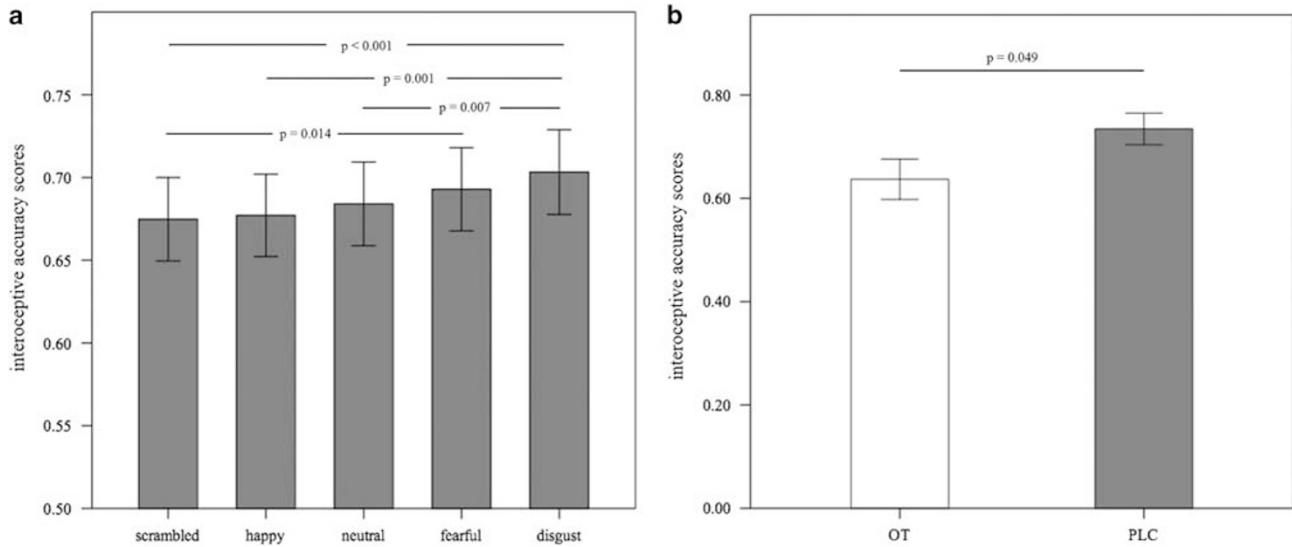 a
p < 0.001
p = 0.001
p = 0.007
p = 0.014
interoceptive accuracy scores
0.75
0.70
0.65
0.60
0.50
scrambled happy neutral fearful disgust
b
p = 0.049
interoceptive accuracy scores
0.80
0.60
0.40
0.20
0.00
OT PLC